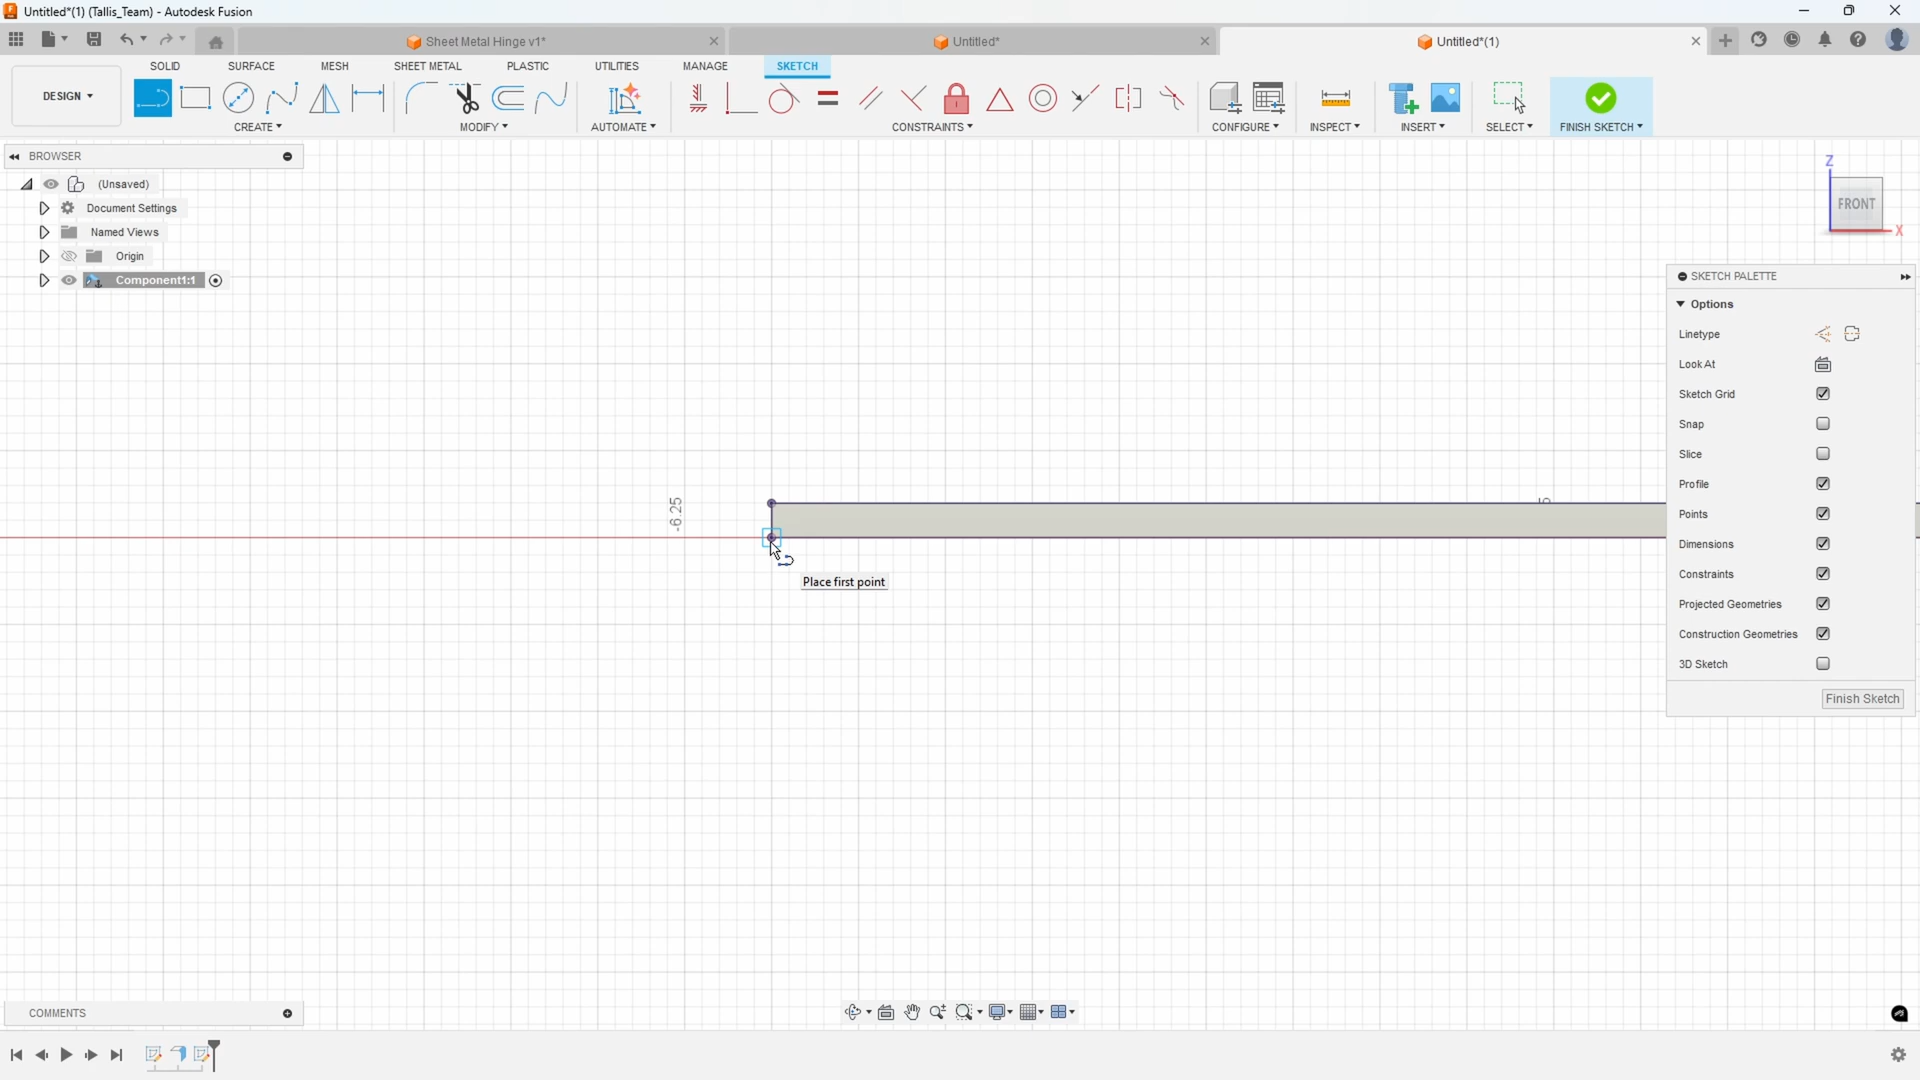 Untitled*(1) (Tallis_Team) - Autodesk Fusion
Sheet Metal Hinge v1*
Untitled*
Untitled*(1)
DESIGN
SOLID
SURFACE
MESH
SHEET METAL
PLASTIC
UTILITIES
MANAGE
SKETCH
CREATE
MODIFY
AUTOMATE
CONSTRAINTS
CONFIGURE
INSPECT
INSERT
SELECT
FINISH SKETCH
BROWSER
(Unsaved)
Document Settings
Named Views
Origin
Component1:1
Z
FRONT
X
SKETCH PALETTE
Options
Linetype
Look At
Sketch Grid
Snap
Slice
Profile
Points
Dimensions
Constraints
Projected Geometries
Construction Geometries
3D Sketch
Finish Sketch
-6.25
Place first point
COMMENTS